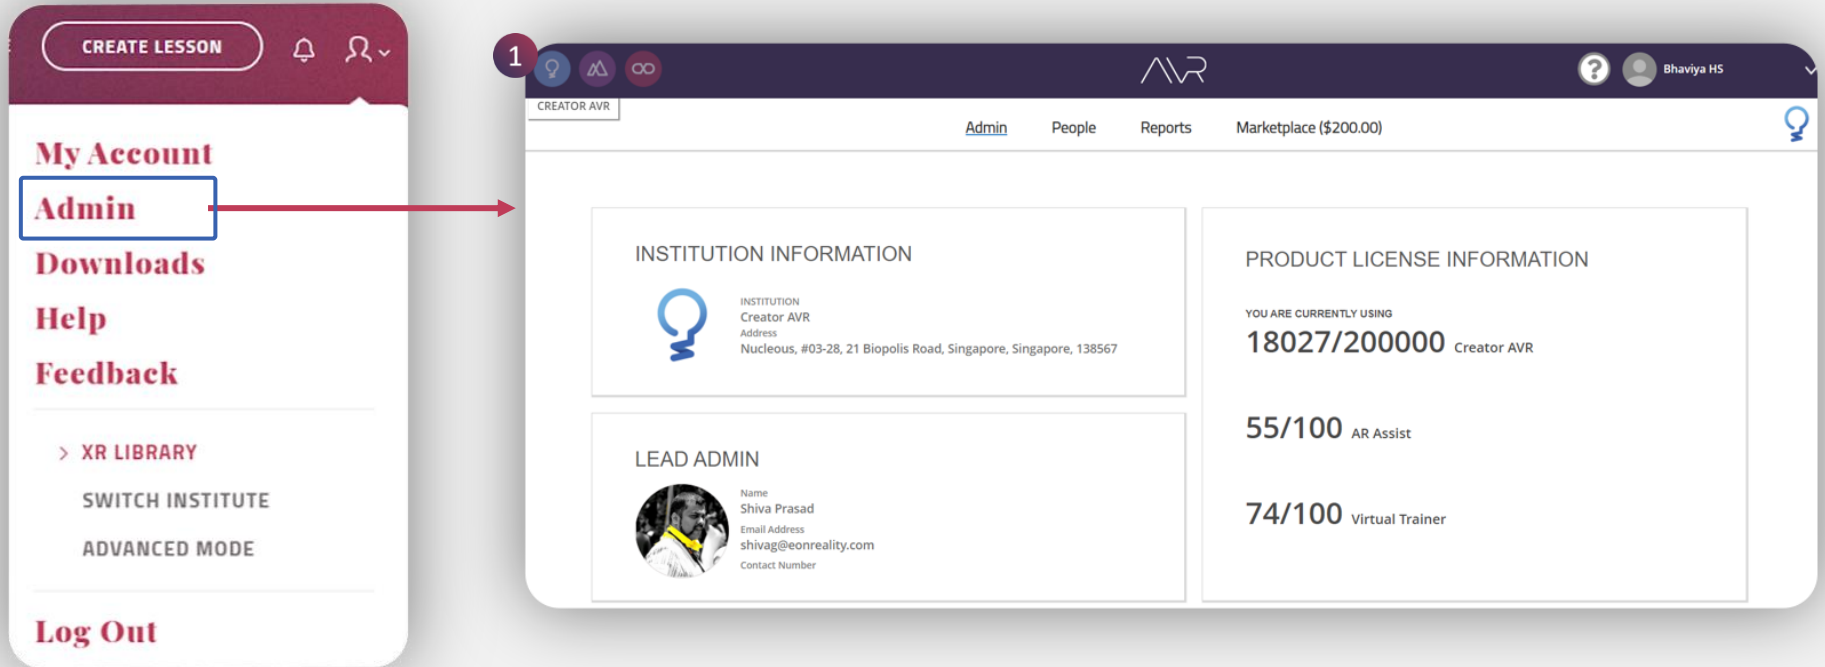 CREATE LESSON
My Account
Admin
Downloads
Help
Feedback
> XR LIBRARY
SWITCH INSTITUTE
ADVANCED MODE
Log Out
1
AVR
? Bhaviya HS
CREATOR AVR
Admin People Reports Marketplace ($200.00)
INSTITUTION INFORMATION
INSTITUTION
Creator AVR
Address
Nucleous, #03-28, 21 Biopolis Road, Singapore, Singapore, 138567
LEAD ADMIN
Name
Shiva Prasad
Email Address
shivag@eonreality.com
Contact Number
PRODUCT LICENSE INFORMATION
YOU ARE CURRENTLY USING
18027/200000 Creator AVR
55/100 AR Assist
74/100 Virtual Trainer